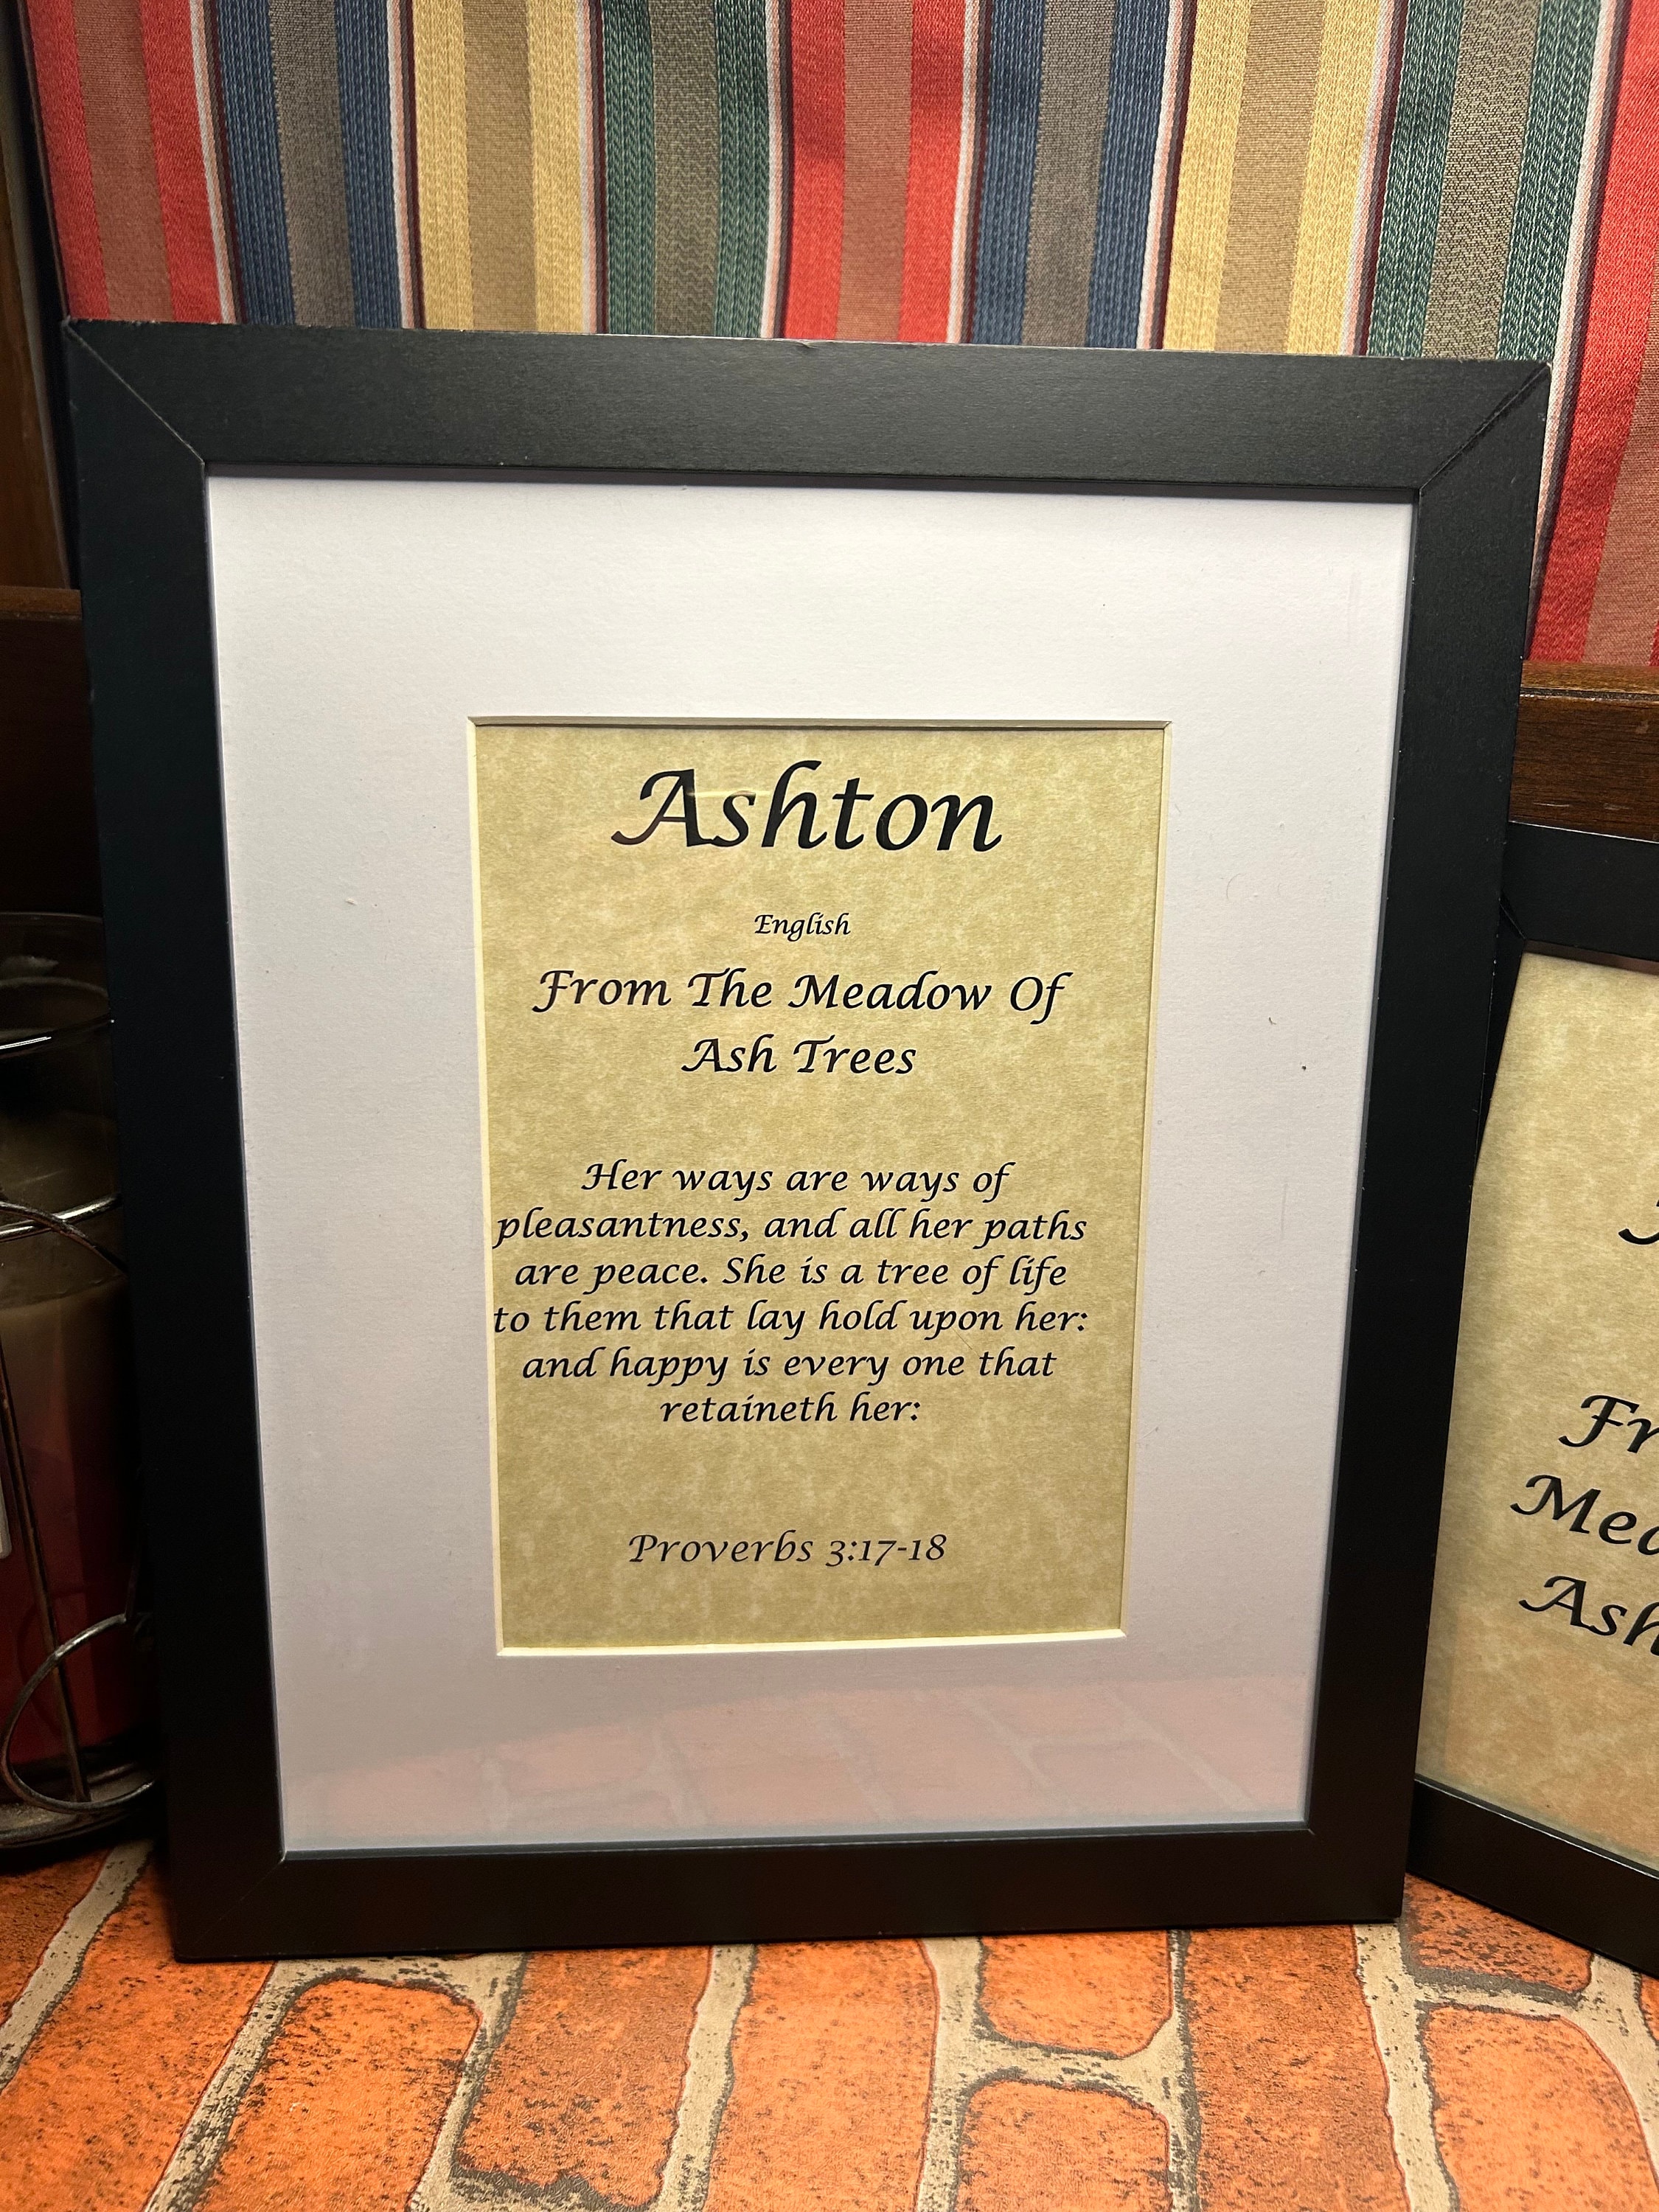 Ashton
English
From The Meadow Of
Ash Trees
Her ways are ways of
pleasantness, and all her paths
are peace. She is a tree of life
to them that lay hold upon her:
and happy is every one that
retaineth her:
Proverbs 3:17-18